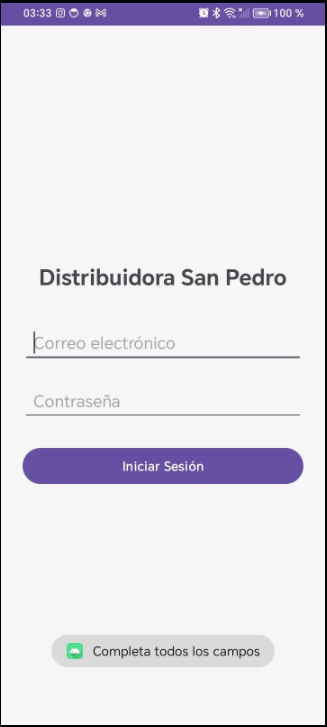 03:33
100 %
Distribuidora San Pedro
Correo electrónico
Contraseña
Iniciar Sesión
Completa todos los campos